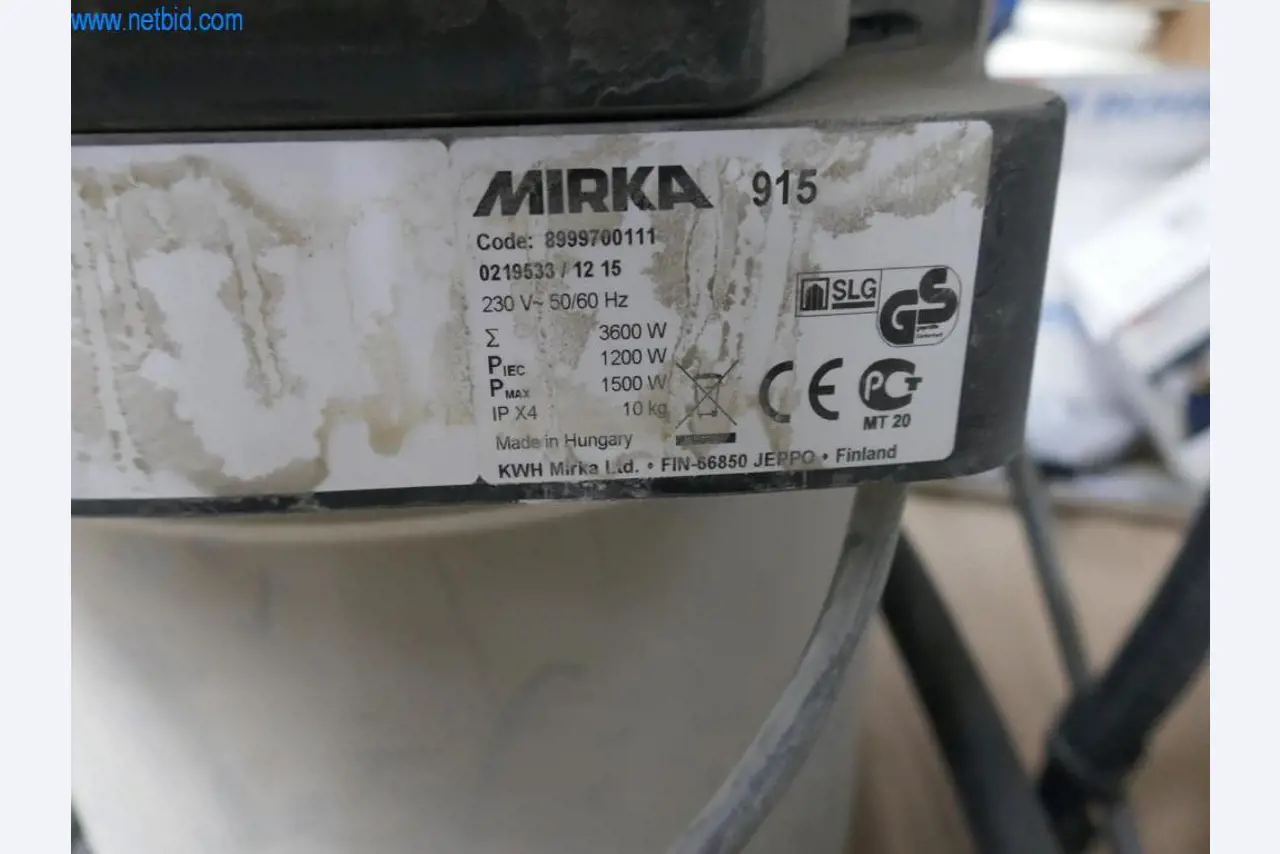 www.netbid.com
MIRKA 915
Code: 8999700111
0219533 / 12 15
230 V~ 50/60 Hz
Σ 3600 W
PIEC 1200 W
PMAX 1500 W
IP X4 10 kg
SLG
GS
geprüfte Sicherheit
CE
PCT
MT 20
Made in Hungary
KWH Mirka Ltd. • FIN-66850 JEPPO • Finland